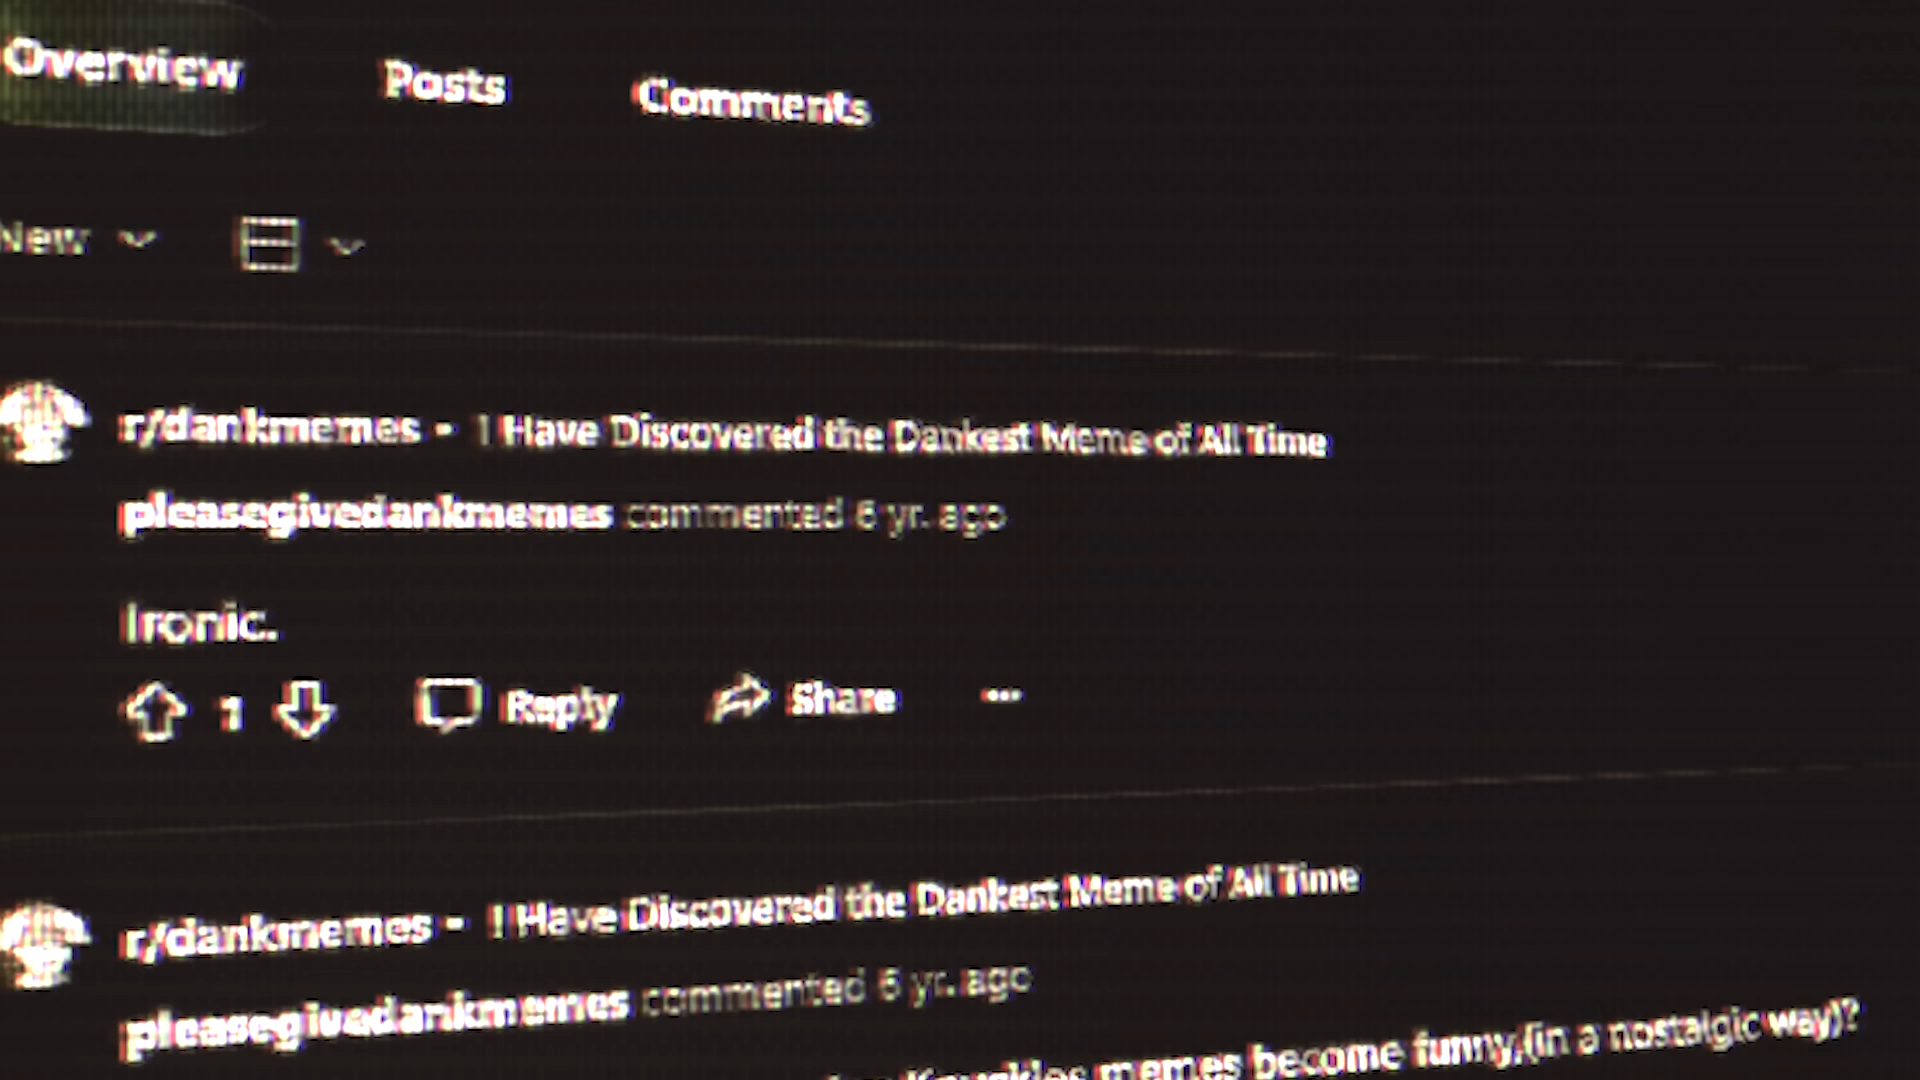 Overview Posts Comments
New
r/dankmemes • I Have Discovered the Dankest Meme of All Time
pleasegivedankmemes commented 6 yr. ago
Ironic.
1 Reply Share ...
r/dankmemes • I Have Discovered the Dankest Meme of All Time
pleasegivedankmemes commented 6 yr. ago
Knuckles memes become funny,(in a nostalgic way)?